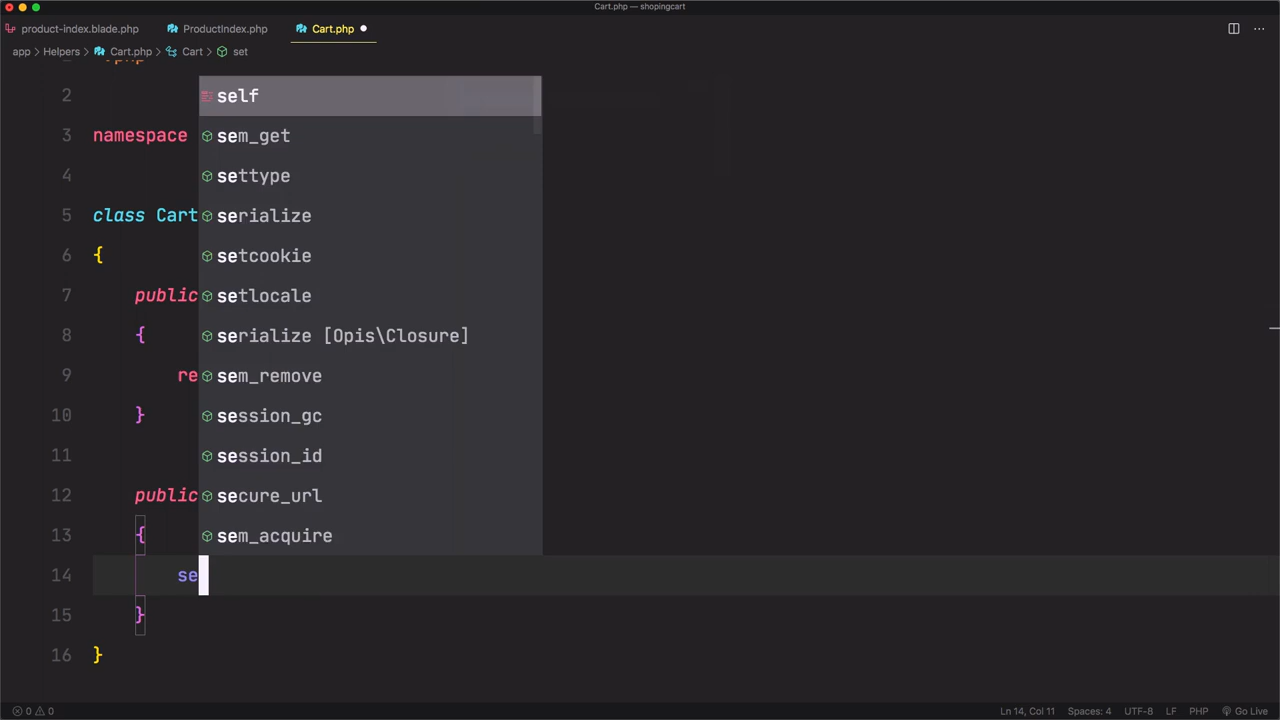 Cart.php — shopingcart
product-index.blade.php ProductIndex.php Cart.php
app > Helpers > Cart.php > Cart > set
2 self
3 namespace sem_get
4 settype
5 class Cart serialize
6 { setcookie
7 public setlocale
8 { serialize [Opis\Closure]
9 re sem_remove
10 } session_gc
11 session_id
12 public secure_url
13 { sem_acquire
14 se
15 }
16 }
0 0 Ln 14, Col 11 Spaces: 4 UTF-8 LF PHP Go Live